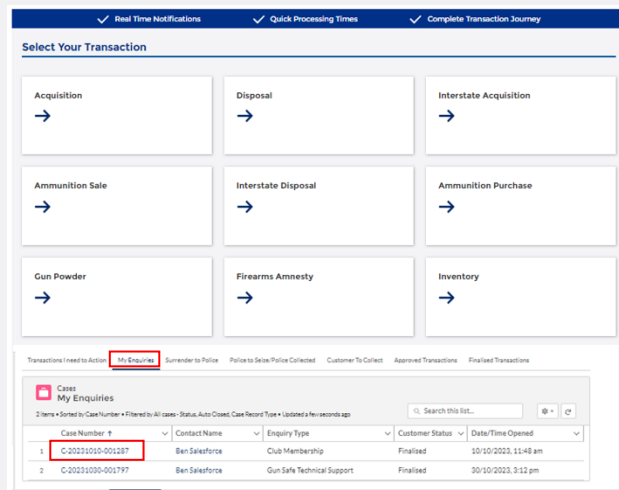 Real Time Notifications Quick Processing Times Complete Transaction Journey
Select Your Transaction
Acquisition Disposal Interstate Acquisition
Ammunition Sale Interstate Disposal Ammunition Purchase
Gun Powder Firearms Amnesty Inventory
Transactions I need to Action My Enquiries Surrender to Police Police to Seize/Police Collected Customer To Collect Approved Transactions Finalised Transactions
Cases
My Enquiries
2 items • Sorted by Case Number • Filtered by All cases - Status, Auto Closed, Case Record Type • Updated a few seconds ago
Search this list...
Case Number Contact Name Enquiry Type Customer Status Date/Time Opened
1 C-20231010-001287 Ben Salesforce Club Membership Finalised 10/10/2023, 11:48 am
2 C-20231030-001797 Ben Salesforce Gun Safe Technical Support Finalised 30/10/2023, 3:12 pm